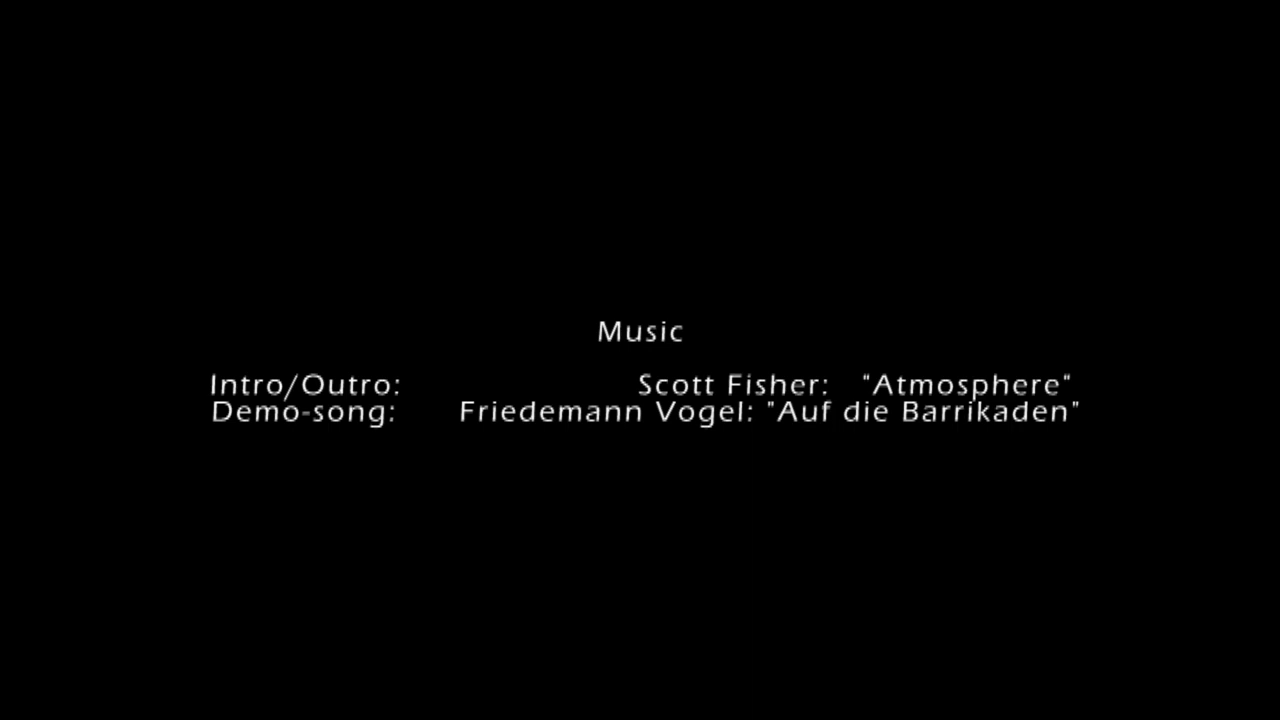 Music
Intro/Outro: Scott Fisher: "Atmosphere"
Demo-song: Friedemann Vogel: "Auf die Barrikaden"